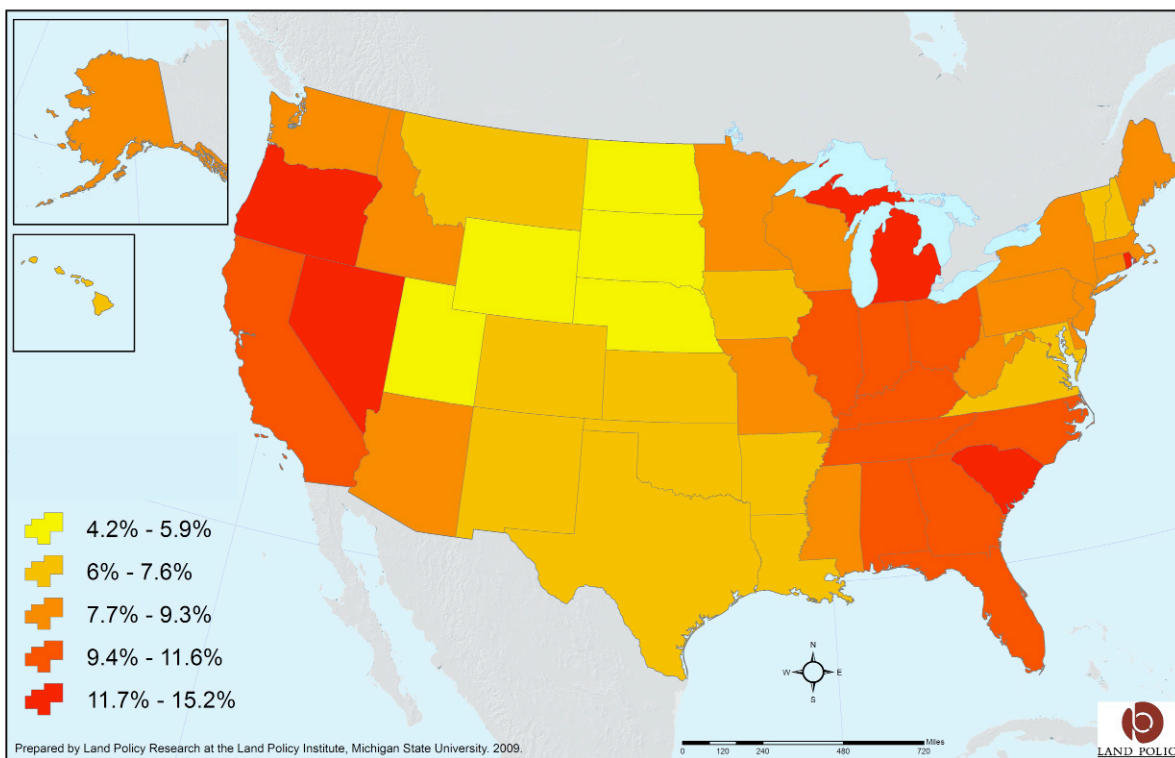 4.2% - 5.9%
6% - 7.6%
7.7% - 9.3%
9.4% - 11.6%
11.7% - 15.2%
Prepared by Land Policy Research at the Land Policy Institute, Michigan State University. 2009.
N
W E
S
Miles
0 120 240 480 720
LAND POLIC